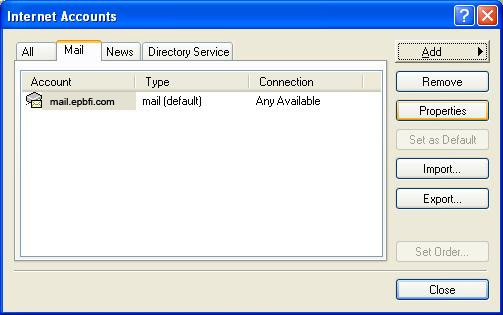 Internet Accounts
All Mail News Directory Service
Add
Account Type Connection
Remove
mail.epbfi.com mail (default) Any Available
Properties
Set as Default
Import...
Export...
Set Order...
Close